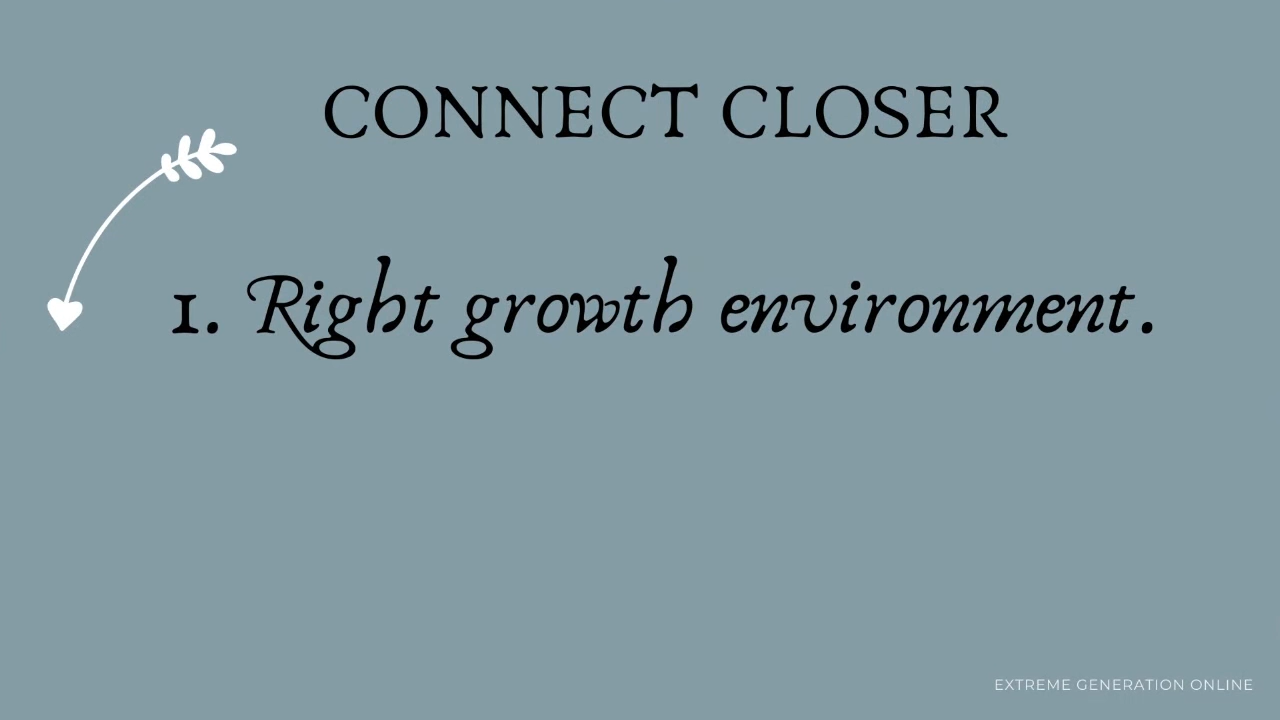 CONNECT CLOSER
1. Right growth environment.
EXTREME GENERATION ONLINE